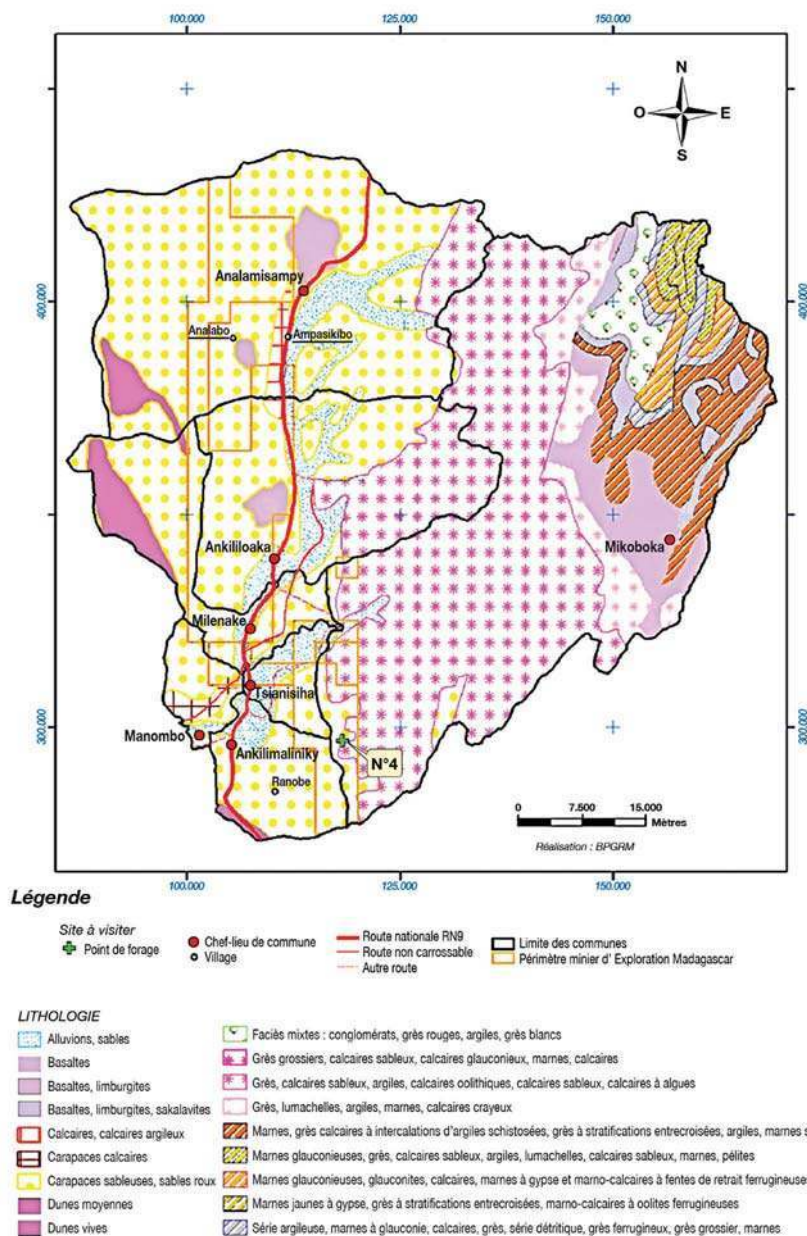 100.000 125.000 150.000
N
O E
S
Analamisampy
400.000 400.000
Analabo
Ampasikibo
Ankililoaka
Mikoboka
Milenake
Tsianisiha
300.000 300.000
Manombo
Ankilimaliniky
N°4
Ranobe
0 7.500 15.000
Mètres
Réalisation : BPGRM
100.000 125.000 150.000
Légende
Site à visiter
Point de forage
Chef-lieu de commune
Village
Route nationale RN9
Route non carrossable
Autre route
Limite des communes
Périmètre minier d' Exploration Madagascar
LITHOLOGIE
Alluvions, sables
Basaltes
Basaltes, limburgites
Basaltes, limburgites, sakalavites
Calcaires, calcaires argileux
Carapaces calcaires
Carapaces sableuses, sables roux
Dunes moyennes
Dunes vives
Faciès mixtes : conglomérats, grès rouges, argiles, grès blancs
Grès grossiers, calcaires sableux, calcaires glauconieux, marnes, calcaires
Grès, calcaires sableux, argiles, calcaires oolithiques, calcaires sableux, calcaires à algues
Grès, lumachelles, argiles, marnes, calcaires crayeux
Marnes, grès calcaires à intercalations d'argiles schistosées, grès à stratifications entrecroisées, argiles, marnes s
Marnes glauconieuses, grès, calcaires sableux, argiles, lumachelles, calcaires sableux, marnes, pélites
Marnes glauconieuses, glauconites, calcaires, marnes à gypse et marno-calcaires à fentes de retrait ferrugineuses
Marnes jaunes à gypse, grès à stratifications entrecroisées, marno-calcaires à oolites ferrugineuses
Série argileuse, marnes à glauconie, calcaires, grès, série détritique, grès ferrugineux, grès grossier, marnes